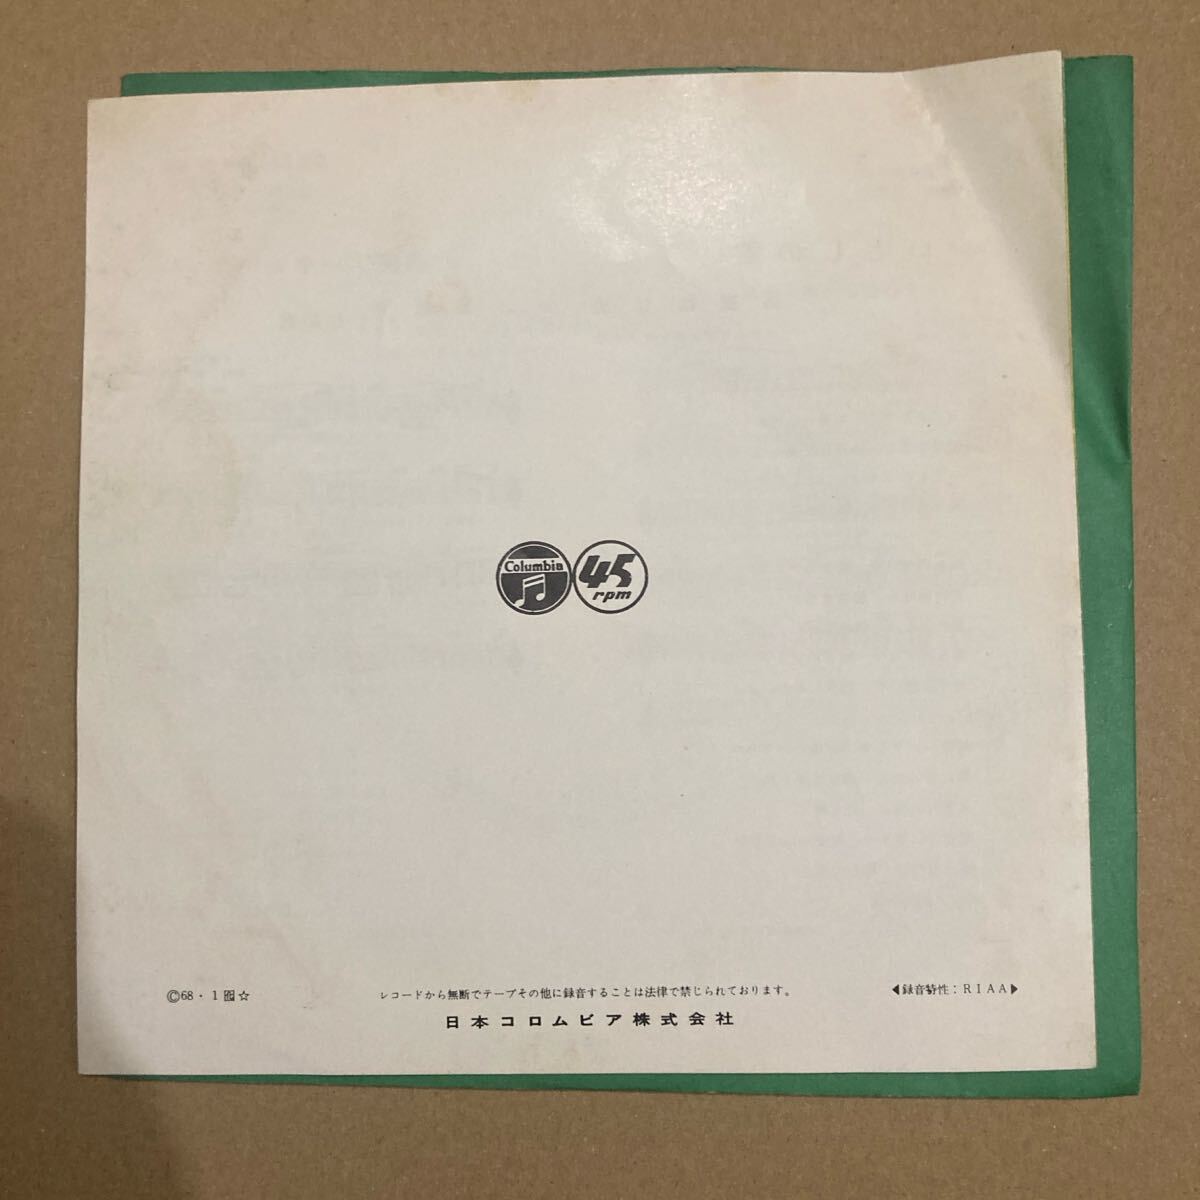 Columbia
45
rpm
©68・1 ☆
レコードから無断でテープその他に録音することは法律で禁じられております。
◀録音特性：RIAA▶
日本コロムビア株式会社